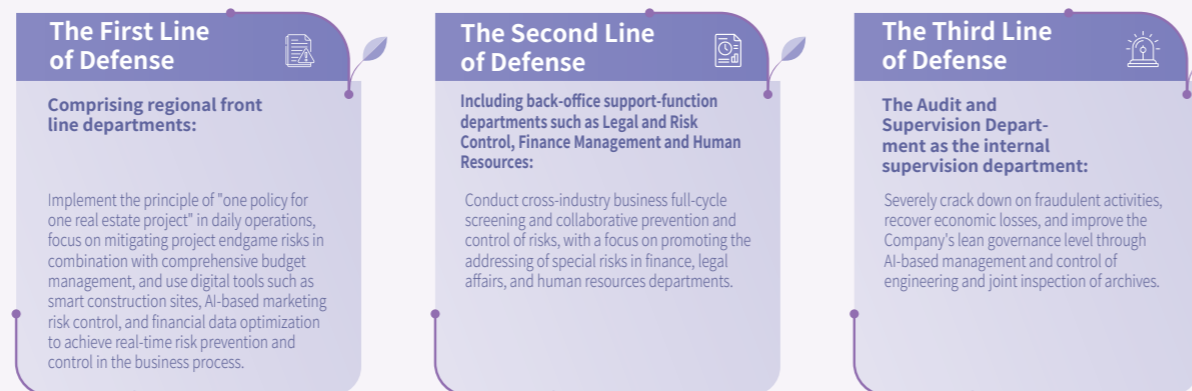 The First Line
of Defense
Comprising regional front
line departments:
Implement the principle of "one policy for
one real estate project" in daily operations,
focus on mitigating project endgame risks in
combination with comprehensive budget
management, and use digital tools such as
smart construction sites, AI-based marketing
risk control, and financial data optimization
to achieve real-time risk prevention and
control in the business process.
The Second Line
of Defense
Including back-office support-function
departments such as Legal and Risk
Control, Finance Management and Human
Resources:
Conduct cross-industry business full-cycle
screening and collaborative prevention and
control of risks, with a focus on promoting the
addressing of special risks in finance, legal
affairs, and human resources departments.
The Third Line
of Defense
The Audit and
Supervision Depart-
ment as the internal
supervision department:
Severely crack down on fraudulent activities,
recover economic losses, and improve the
Company's lean governance level through
AI-based management and control of
engineering and joint inspection of archives.